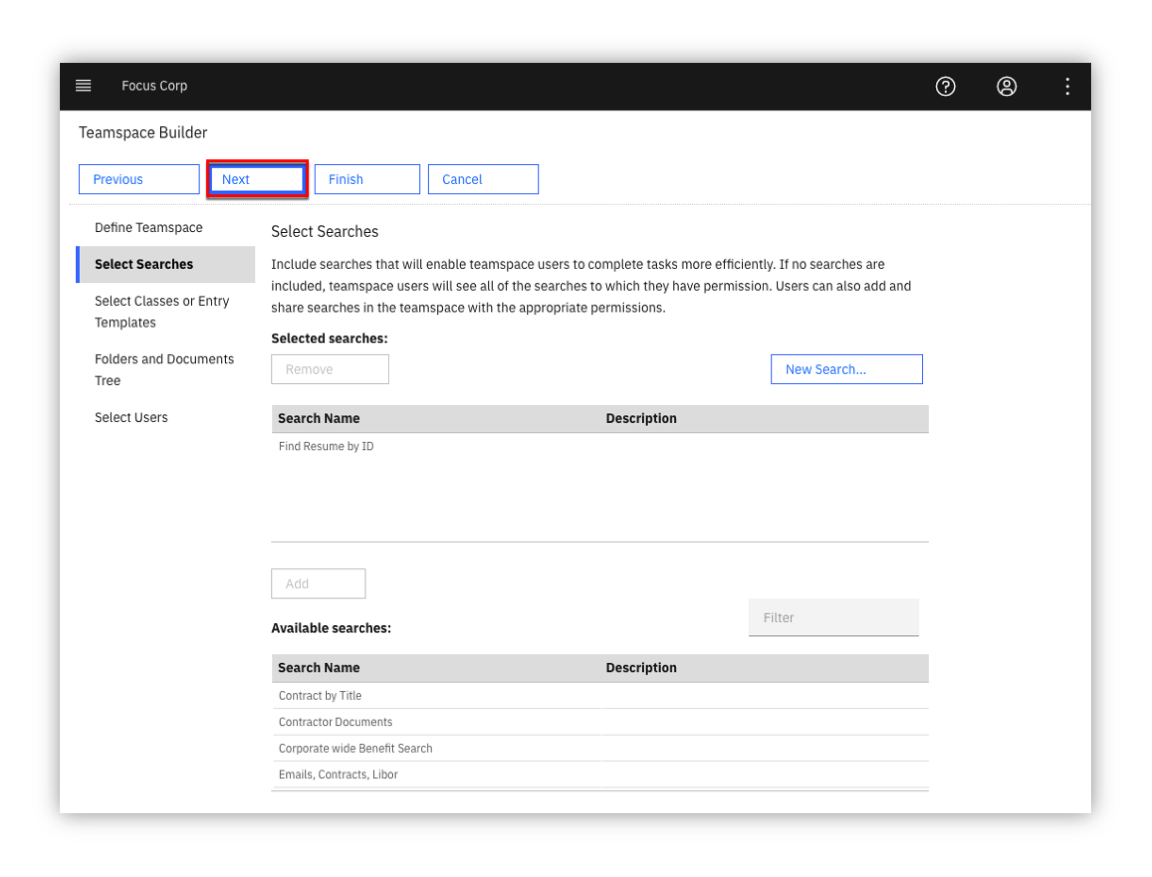 Focus Corp
Teamspace Builder
Previous
Next
Finish
Cancel
Define Teamspace
Select Searches
Select Classes or Entry
Templates
Folders and Documents
Tree
Select Users
Select Searches
Include searches that will enable teamspace users to complete tasks more efficiently. If no searches are
included, teamspace users will see all of the searches to which they have permission. Users can also add and
share searches in the teamspace with the appropriate permissions.
Selected searches:
Remove
New Search...
Search Name Description
Find Resume by ID
Add
Filter
Available searches:
Search Name Description
Contract by Title
Contractor Documents
Corporate wide Benefit Search
Emails, Contracts, Libor